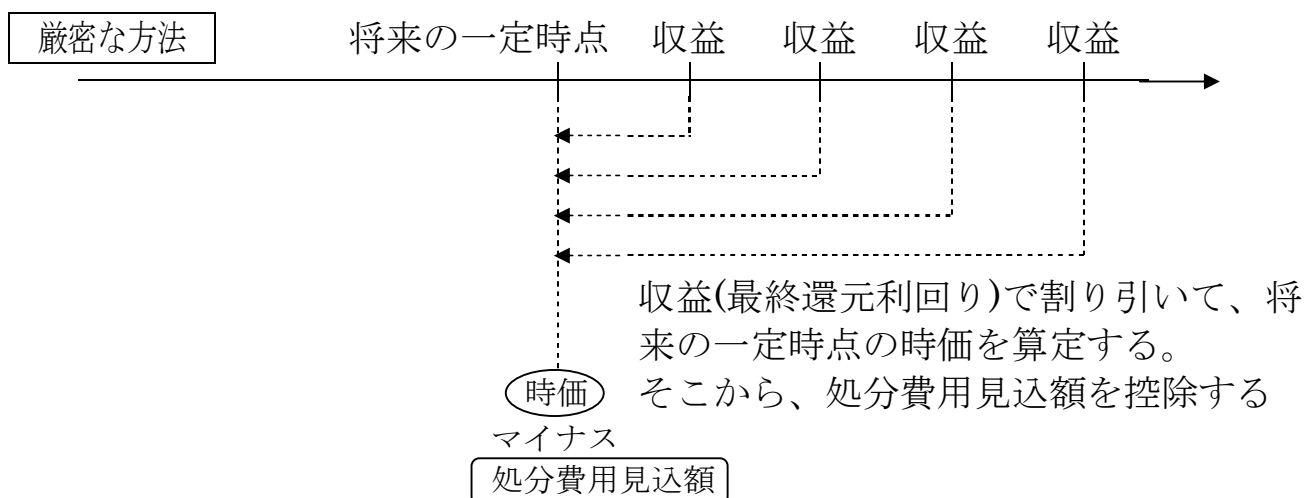 厳密な方法
将来の一定時点 収益 収益 収益 収益
収益(最終還元利回り)で割り引いて、将
来の一定時点の時価を算定する。
時価 そこから、処分費用見込額を控除する
マイナス
処分費用見込額